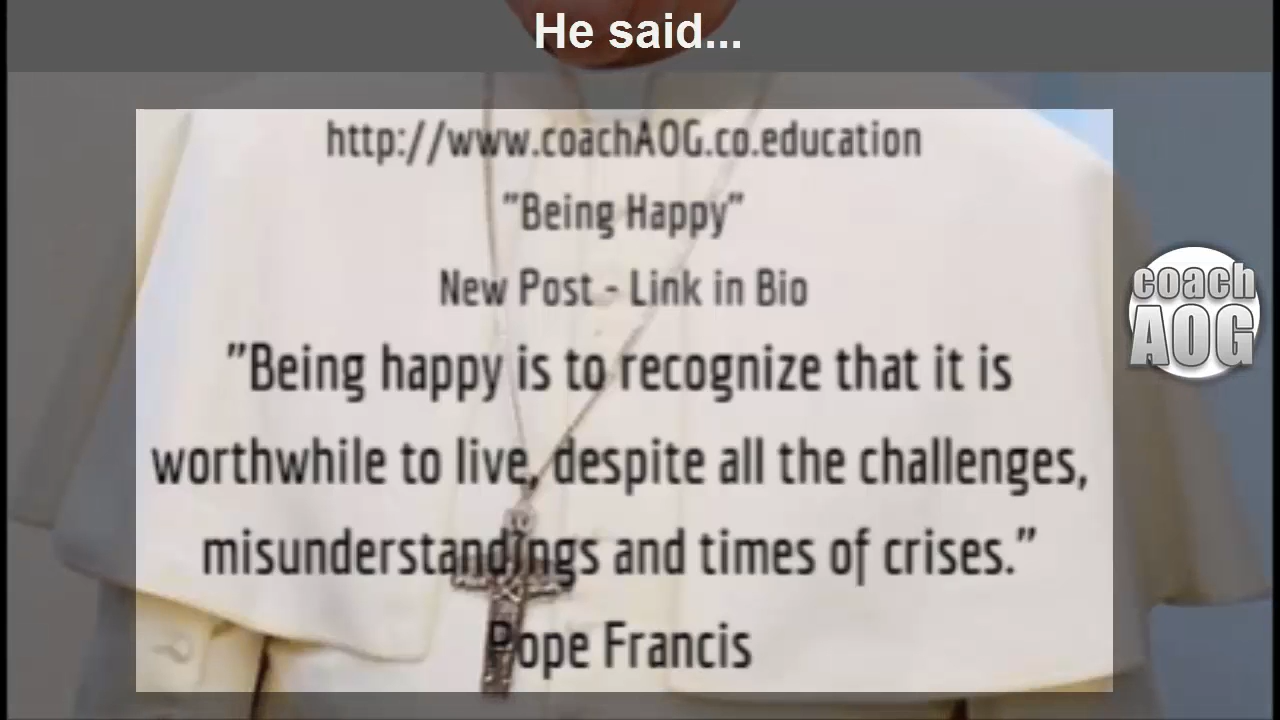 He said...
http://www.coachAOG.co.education
"Being Happy"
New Post - Link in Bio
"Being happy is to recognize that it is
worthwhile to live, despite all the challenges,
misunderstandings and times of crises."
Pope Francis
coach
AOG